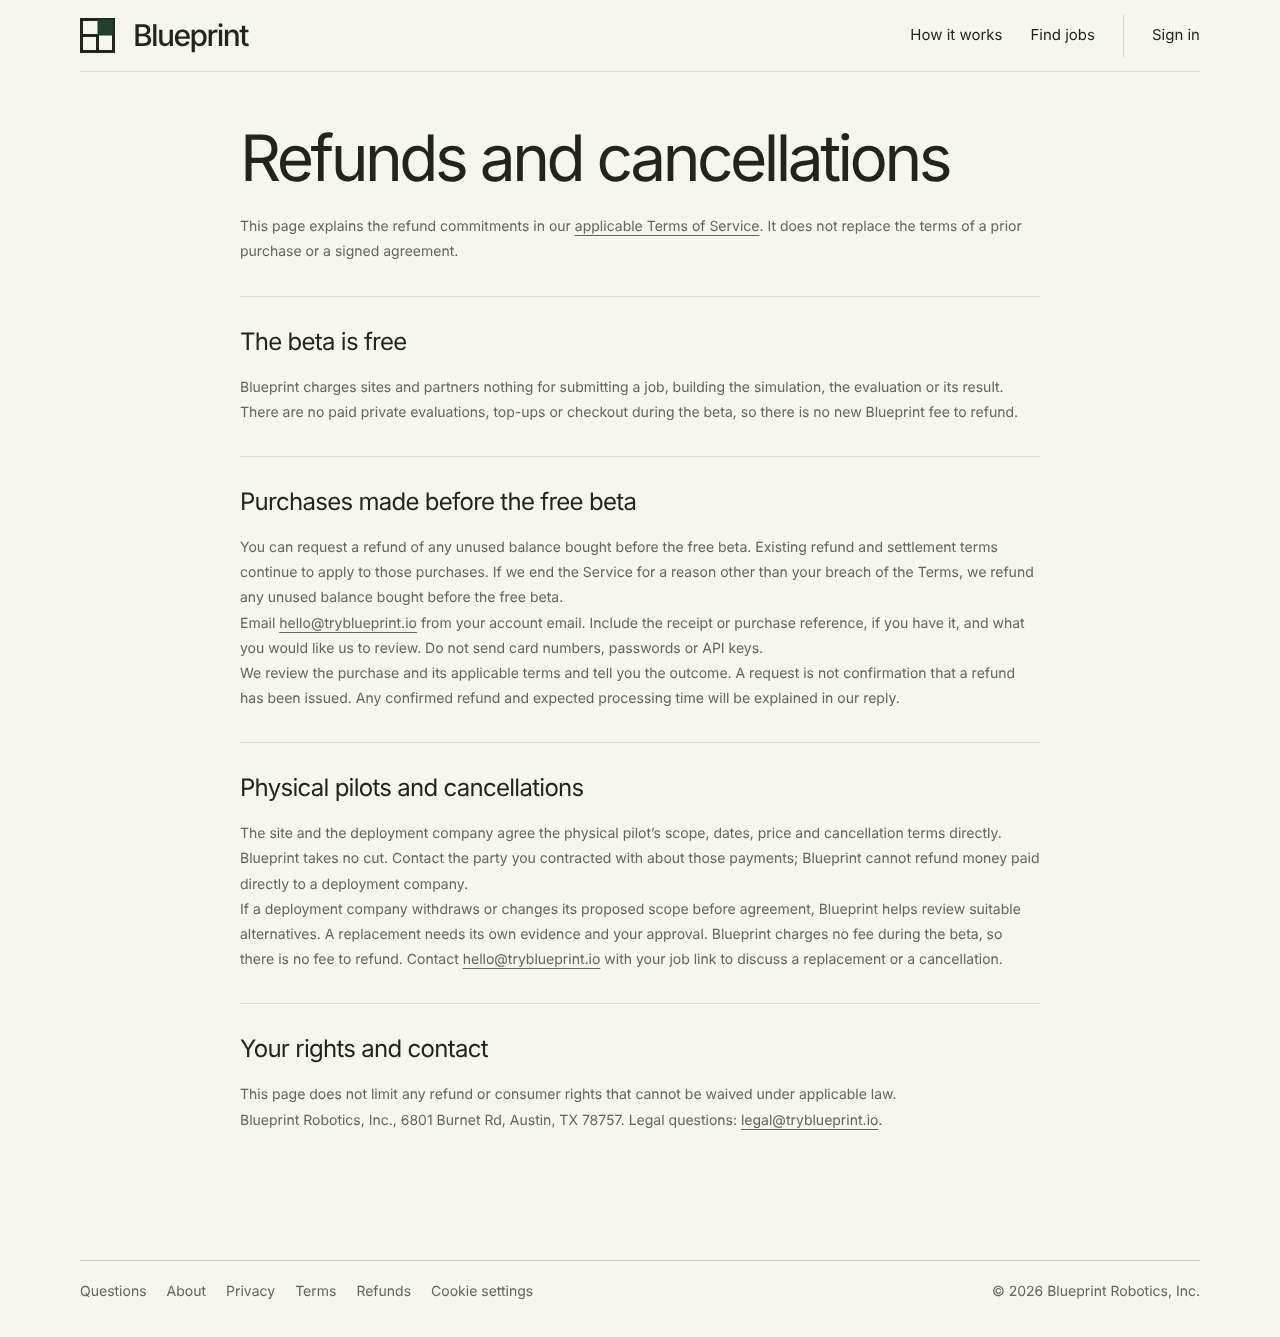 Blueprint
How it works
Find jobs
Sign in
Refunds and cancellations
This page explains the refund commitments in our applicable Terms of Service. It does not replace the terms of a prior
purchase or a signed agreement.
The beta is free
Blueprint charges sites and partners nothing for submitting a job, building the simulation, the evaluation or its result.
There are no paid private evaluations, top-ups or checkout during the beta, so there is no new Blueprint fee to refund.
Purchases made before the free beta
You can request a refund of any unused balance bought before the free beta. Existing refund and settlement terms
continue to apply to those purchases. If we end the Service for a reason other than your breach of the Terms, we refund
any unused balance bought before the free beta.
Email hello@tryblueprint.io from your account email. Include the receipt or purchase reference, if you have it, and what
you would like us to review. Do not send card numbers, passwords or API keys.
We review the purchase and its applicable terms and tell you the outcome. A request is not confirmation that a refund
has been issued. Any confirmed refund and expected processing time will be explained in our reply.
Physical pilots and cancellations
The site and the deployment company agree the physical pilot’s scope, dates, price and cancellation terms directly.
Blueprint takes no cut. Contact the party you contracted with about those payments; Blueprint cannot refund money paid
directly to a deployment company.
If a deployment company withdraws or changes its proposed scope before agreement, Blueprint helps review suitable
alternatives. A replacement needs its own evidence and your approval. Blueprint charges no fee during the beta, so
there is no fee to refund. Contact hello@tryblueprint.io with your job link to discuss a replacement or a cancellation.
Your rights and contact
This page does not limit any refund or consumer rights that cannot be waived under applicable law.
Blueprint Robotics, Inc., 6801 Burnet Rd, Austin, TX 78757. Legal questions: legal@tryblueprint.io.
Questions
About
Privacy
Terms
Refunds
Cookie settings
© 2026 Blueprint Robotics, Inc.